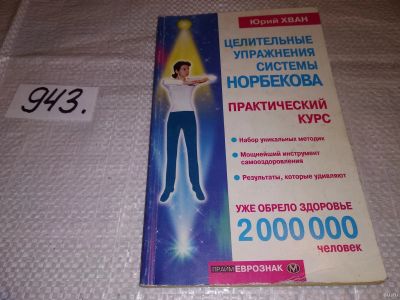 943.
Юрий ХВАН
ЦЕЛИТЕЛЬНЫЕ
УПРАЖНЕНИЯ
СИСТЕМЫ
НОРБЕКОВА
ПРАКТИЧЕСКИЙ
КУРС
• Набор уникальных методик
• Мощнейший инструмент
самооздоровления
• Результаты, которые удивляют
УЖЕ ОБРЕЛО ЗДОРОВЬЕ
2 000 000
человек
ПРАЙМ ЕВРОЗНАК М